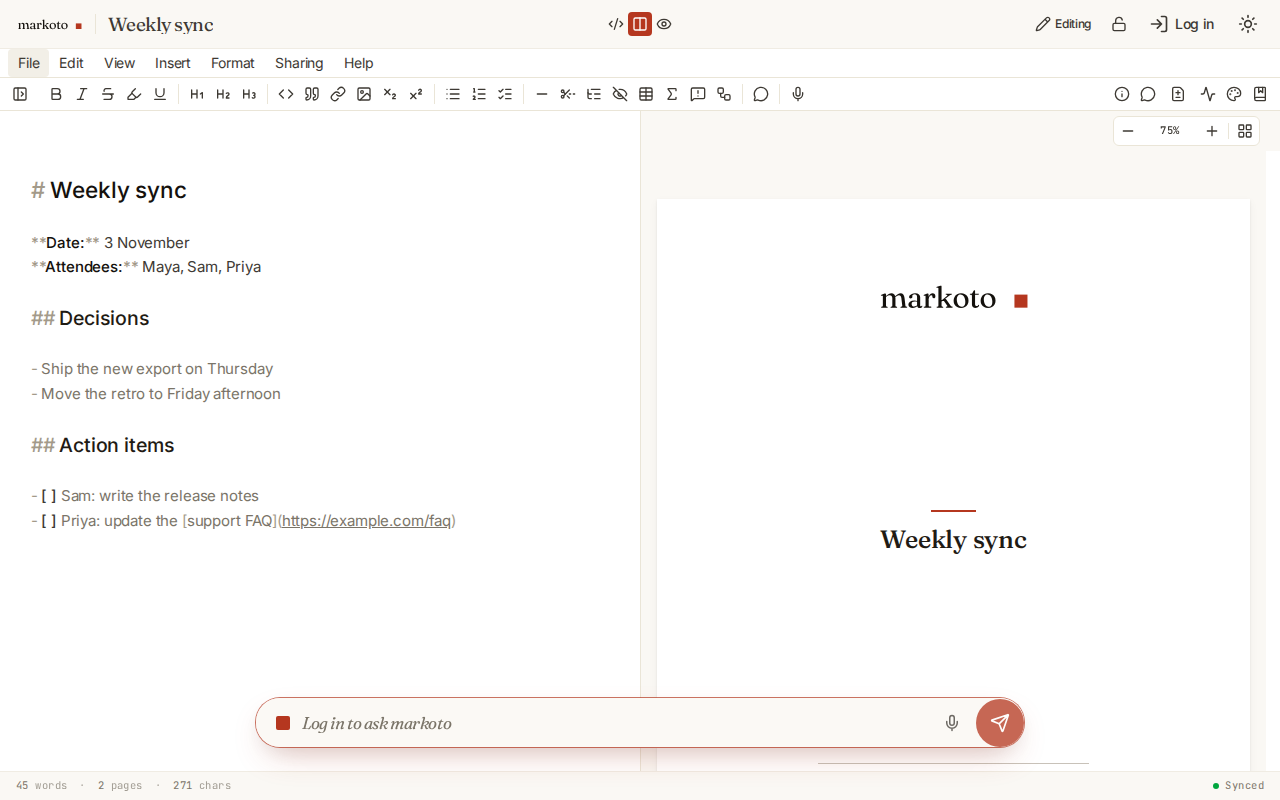 markoto
Weekly sync
Editing
Log in
File Edit View Insert Format Sharing Help
H1 H2 H3
75%
# Weekly sync
**Date:** 3 November
**Attendees:** Maya, Sam, Priya
## Decisions
- Ship the new export on Thursday
- Move the retro to Friday afternoon
## Action items
- [ ] Sam: write the release notes
- [ ] Priya: update the [support FAQ](https://example.com/faq)
markoto
Weekly sync
Log in to ask markoto
45 words · 2 pages · 271 chars
Synced